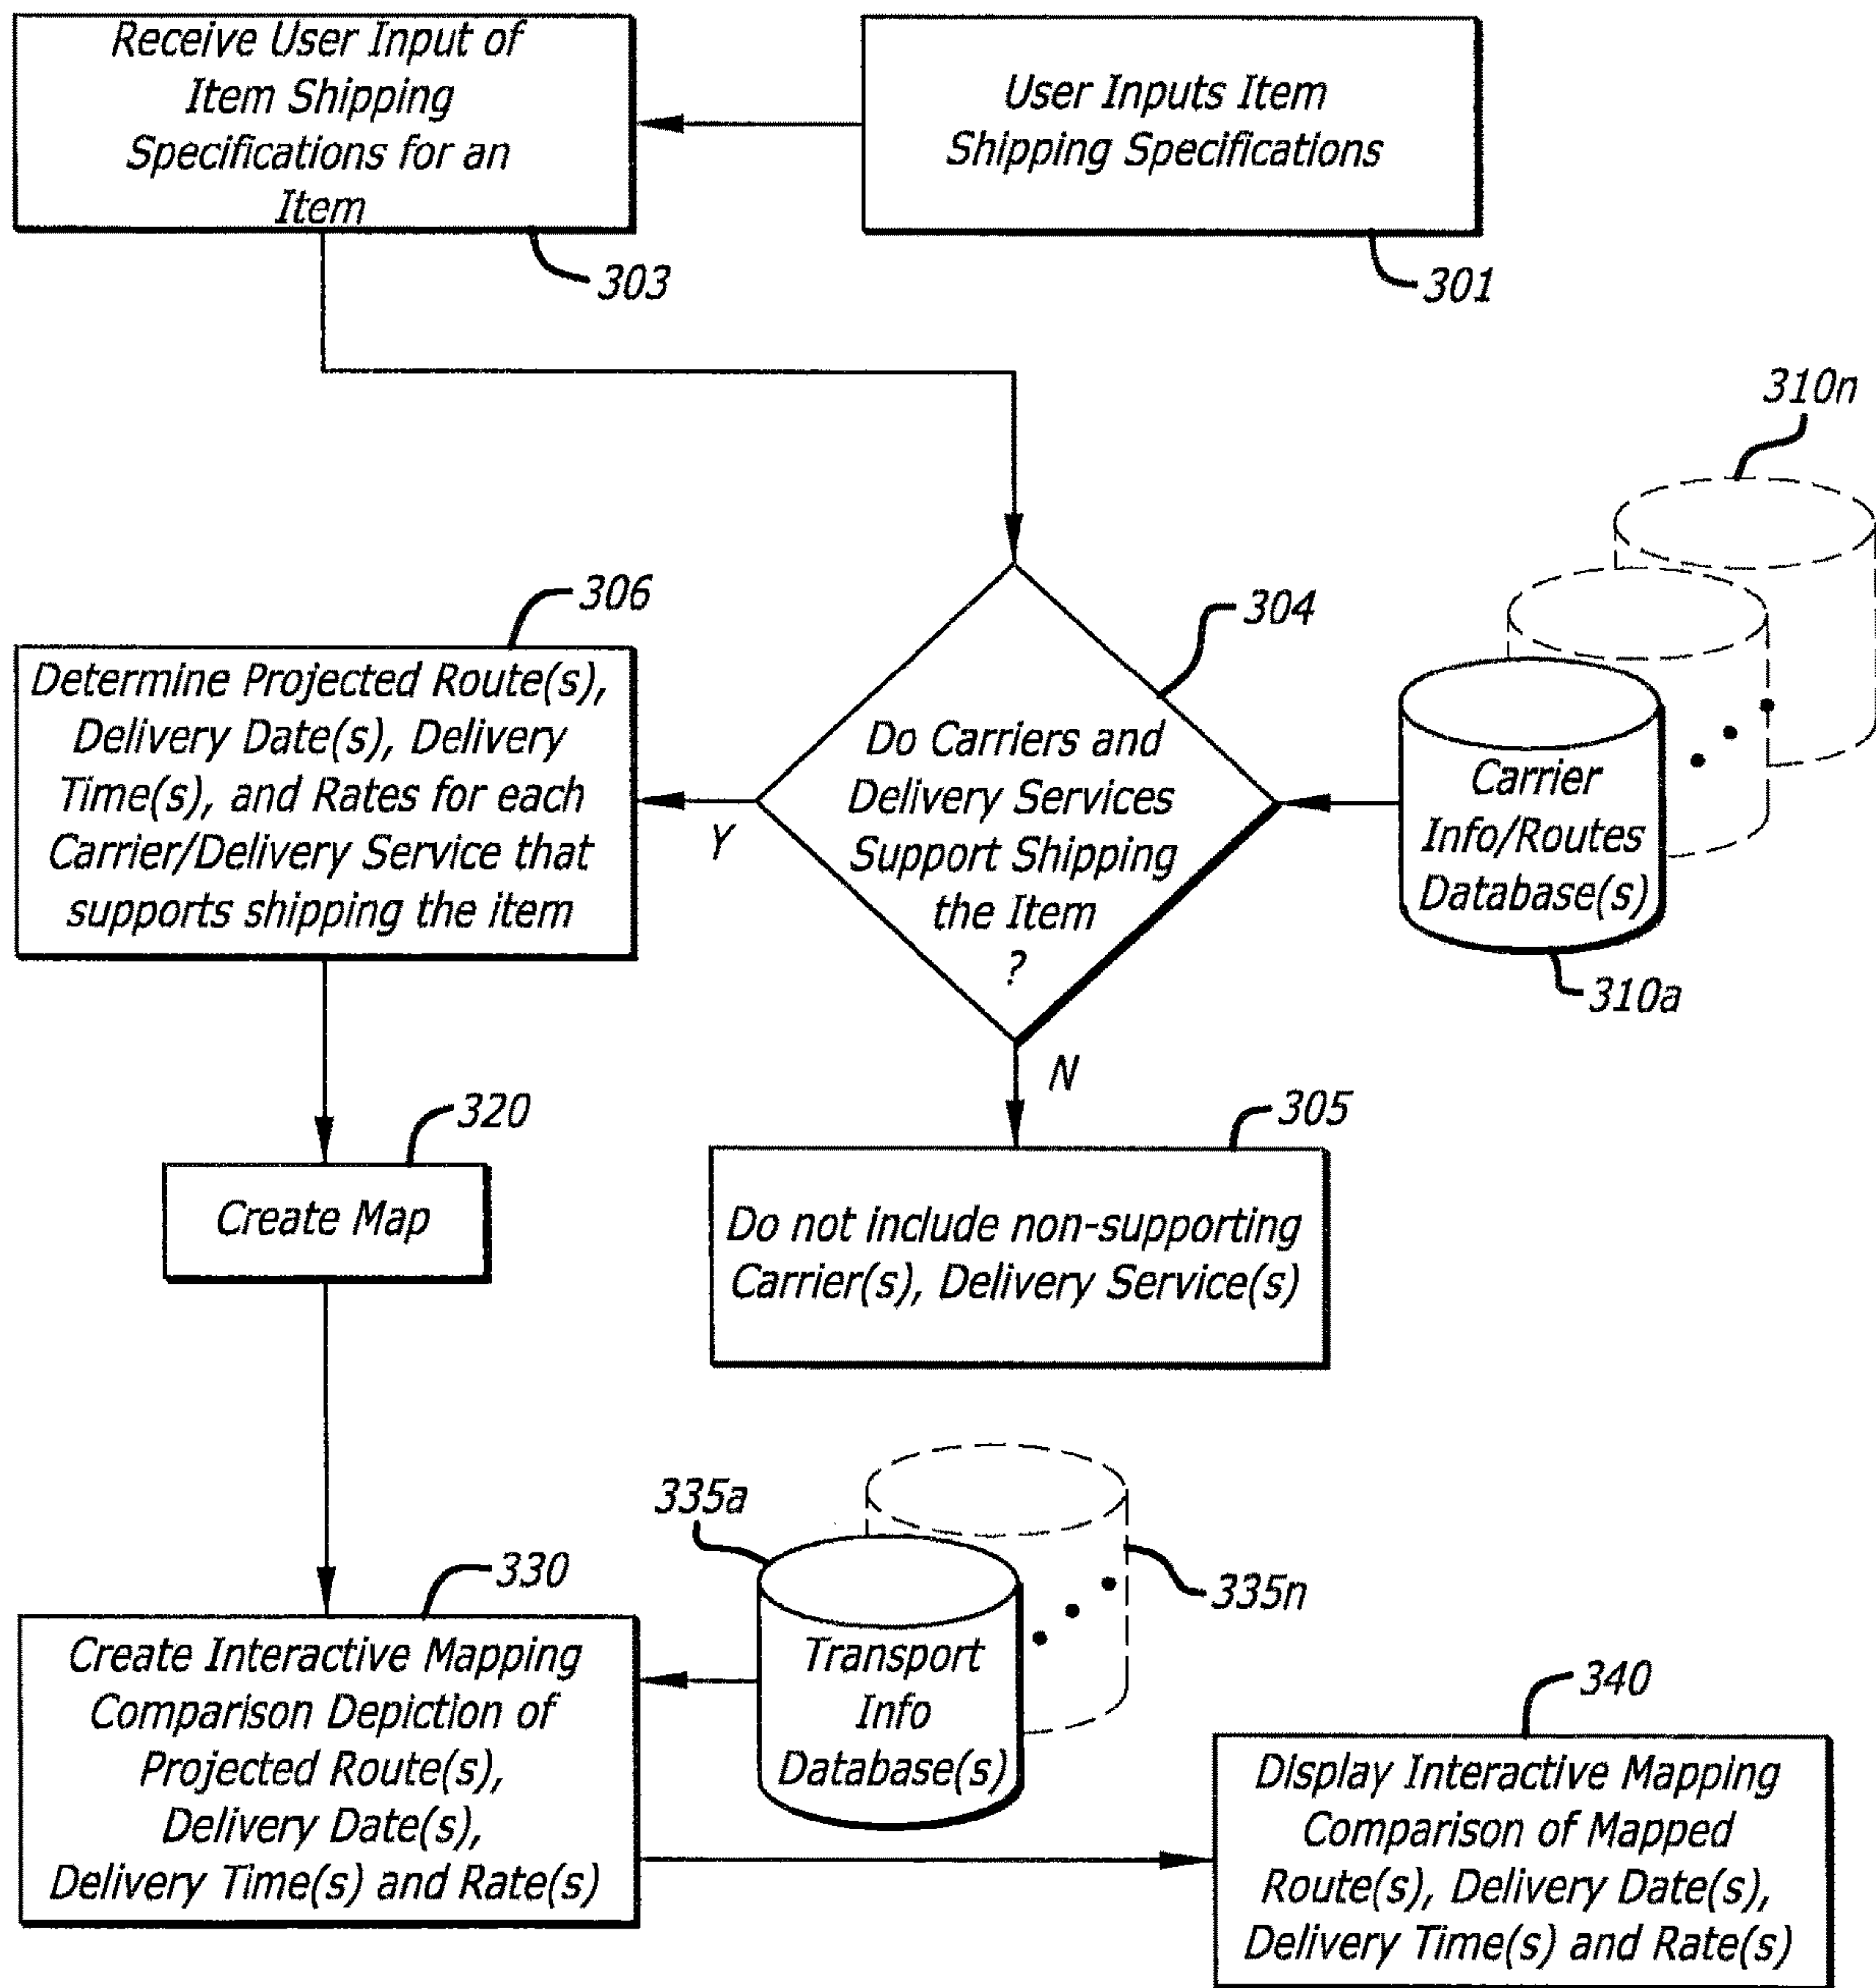 Receive User Input of
Item Shipping
Specifications for an
Item
303
User Inputs Item
Shipping Specifications
301
310n
304
Do Carriers and
Delivery Services
Support Shipping
the Item
?
Y
N
Carrier
Info/Routes
Database(s)
310a
306
Determine Projected Route(s),
Delivery Date(s), Delivery
Time(s), and Rates for each
Carrier/Delivery Service that
supports shipping the item
320
Create Map
305
Do not include non-supporting
Carrier(s), Delivery Service(s)
330
Create Interactive Mapping
Comparison Depiction of
Projected Route(s),
Delivery Date(s),
Delivery Time(s) and Rate(s)
335a
335n
Transport
Info
Database(s)
340
Display Interactive Mapping
Comparison of Mapped
Route(s), Delivery Date(s),
Delivery Time(s) and Rate(s)